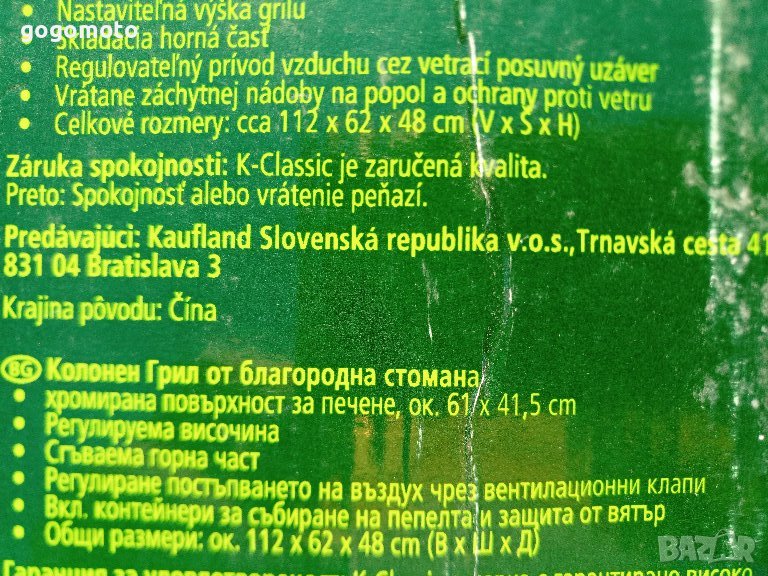 Nastaviteľná výška grilu
gogomoto
Skladacia horná časť
Regulovateľný prívod vzduchu cez vetrací posuvný uzáver
Vrátane záchytnej nádoby na popol a ochrany proti vetru
Celkové rozmery: cca 112 x 62 x 48 cm (V x Š x H)
Záruka spokojnosti: K-Classic je zaručená kvalita.
Preto: Spokojnosť alebo vrátenie peňazí.
Predávajúci: Kaufland Slovenská republika v.o.s.,Trnavská cesta 41
831 04 Bratislava 3
Krajina pôvodu: Čína
BG Колонен Грил от благородна стомана
хромирана повърхност за печене, ок. 61 x 41,5 cm
Регулируема височина
Сгъваема горна част
Регулиране постъпването на въздух чрез вентилационни клапи
Вкл. контейнери за събиране на пепелта и защита от вятър
Общи размери: ок. 112 x 62 x 48 cm (В x Ш x Д)
BAZAR
Гаранция за удовлетвореност: K-Classic